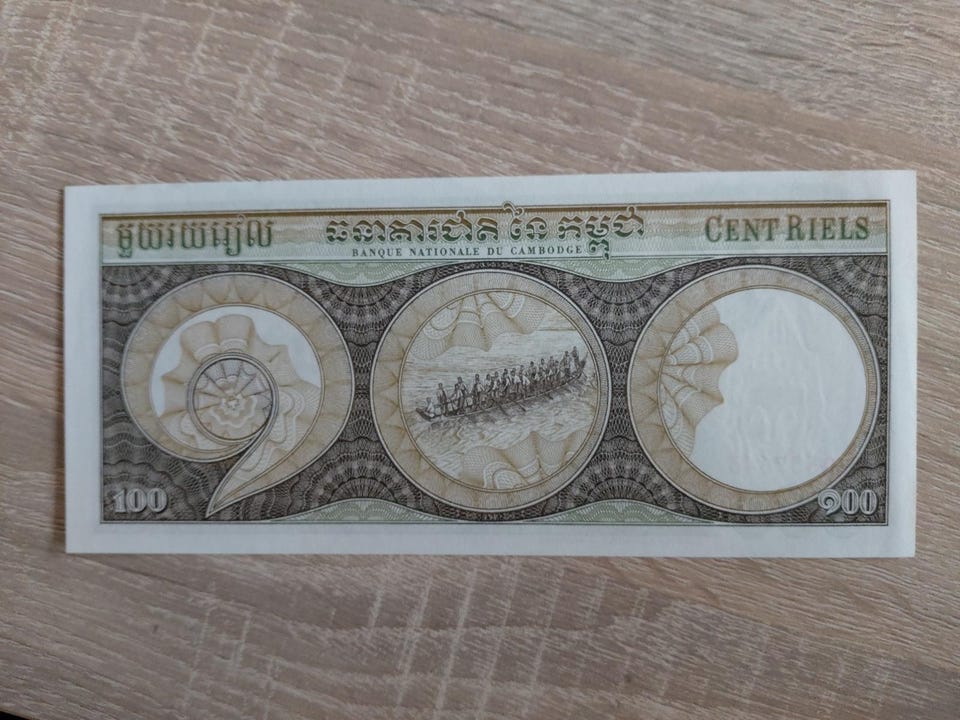 មួយរយរៀល
ធនាគារជាតិ នៃ កម្ពុជា
BANQUE NATIONALE DU CAMBODGE
CENT RIELS
100
១00